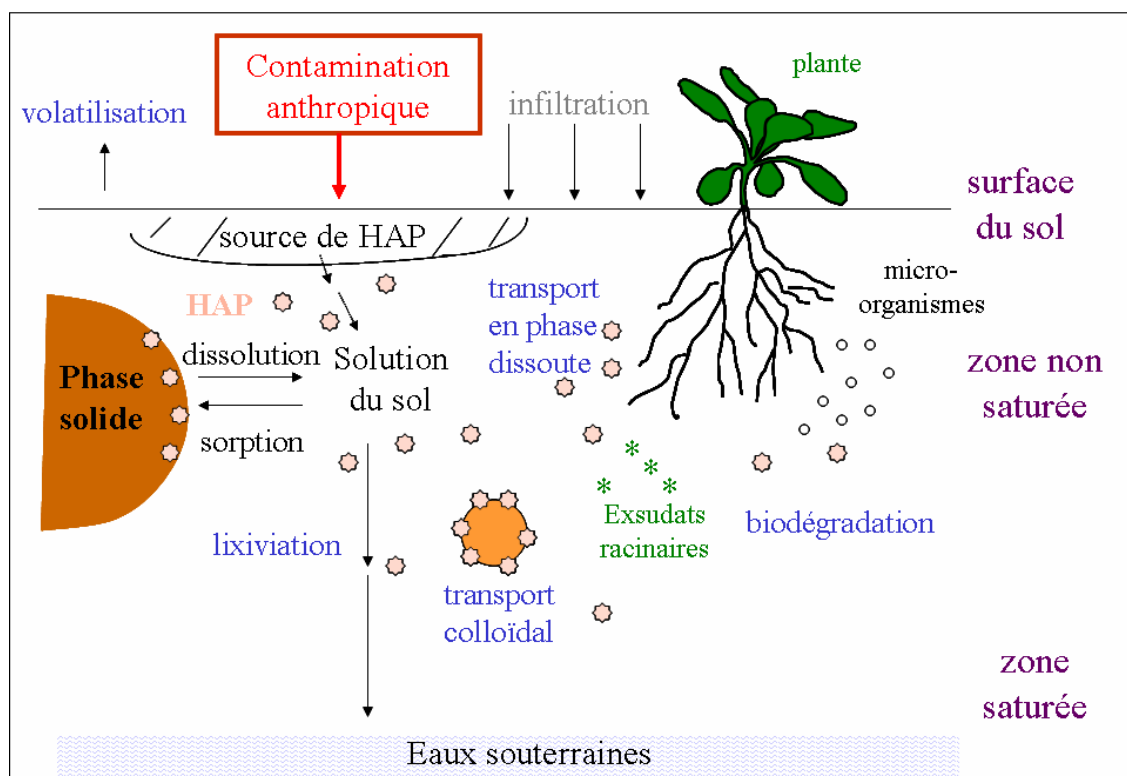 Contamination
anthropique
volatilisation
infiltration
plante
surface
du sol
source de HAP
micro-
organismes
HAP
transport
en phase
dissoute
dissolution
Solution
du sol
Phase
solide
sorption
zone non
saturée
Exsudats
racinaires
biodégradation
lixiviation
transport
colloïdal
zone
saturée
Eaux souterraines